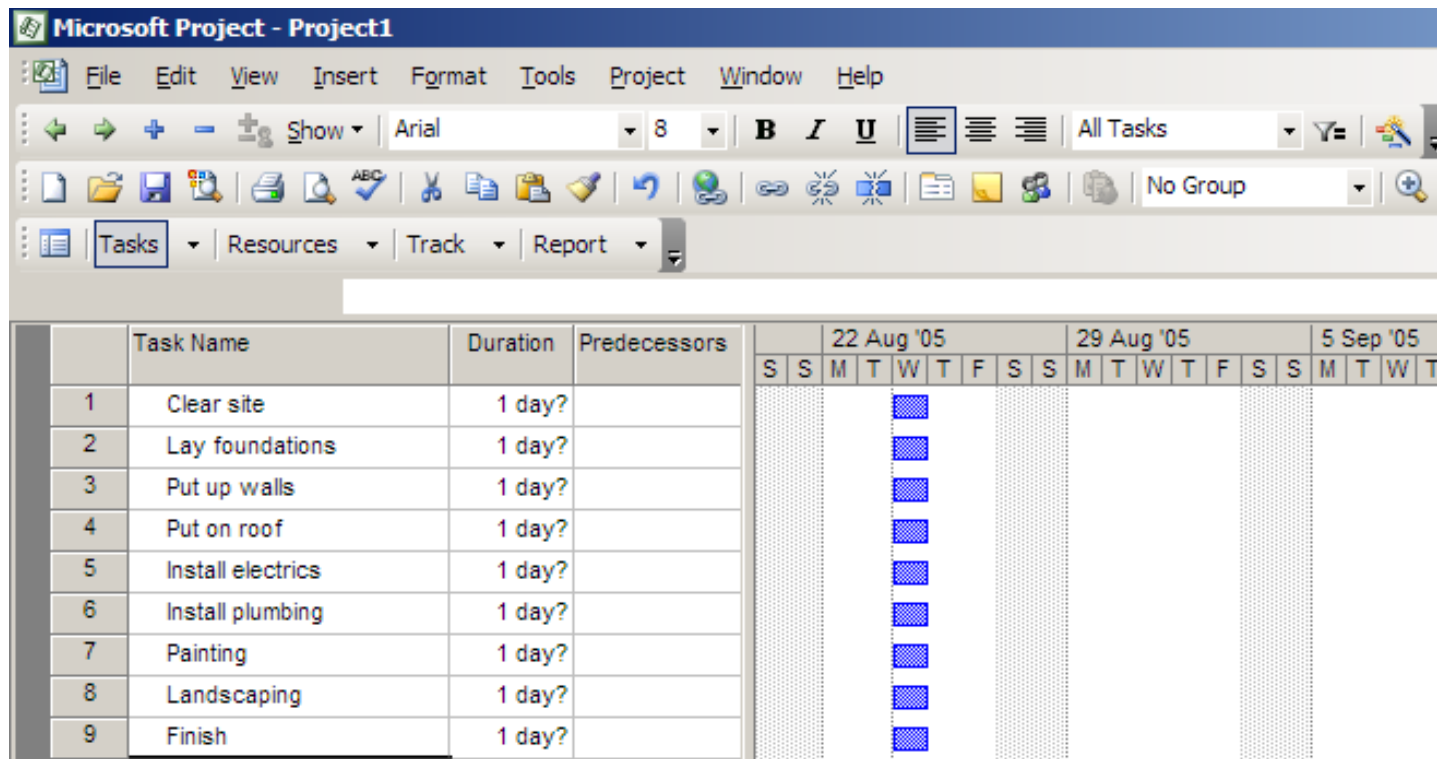 Microsoft Project - Project1
File Edit View Insert Format Tools Project Window Help
Show Arial 8 B I U All Tasks
ABC No Group
Tasks Resources Track Report
Task Name Duration Predecessors 22 Aug '05 29 Aug '05 5 Sep '05
S S M T W T F S S M T W T F S S M T W T
1 Clear site 1 day?
2 Lay foundations 1 day?
3 Put up walls 1 day?
4 Put on roof 1 day?
5 Install electrics 1 day?
6 Install plumbing 1 day?
7 Painting 1 day?
8 Landscaping 1 day?
9 Finish 1 day?